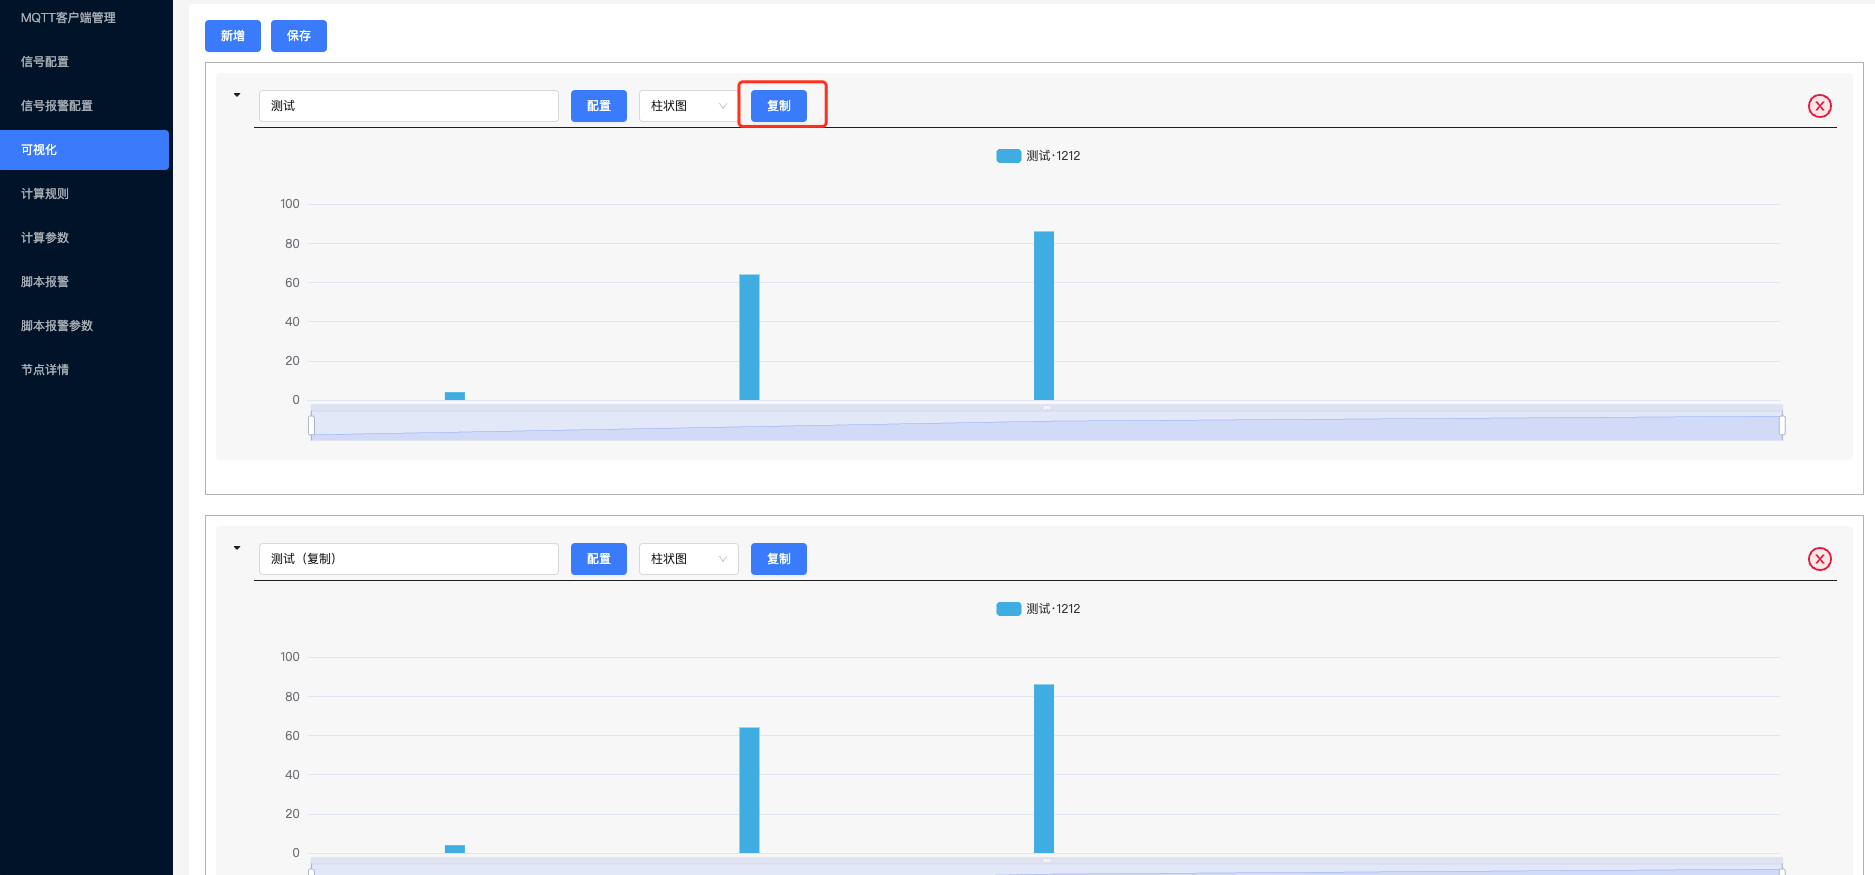 MQTT客户端管理
信号配置
信号报警配置
可视化
计算规则
计算参数
脚本报警
脚本报警参数
节点详情
新增 保存
测试 配置 柱状图 复制
测试·1212
100
80
60
40
20
0
测试（复制） 配置 柱状图 复制
测试·1212
100
80
60
40
20
0